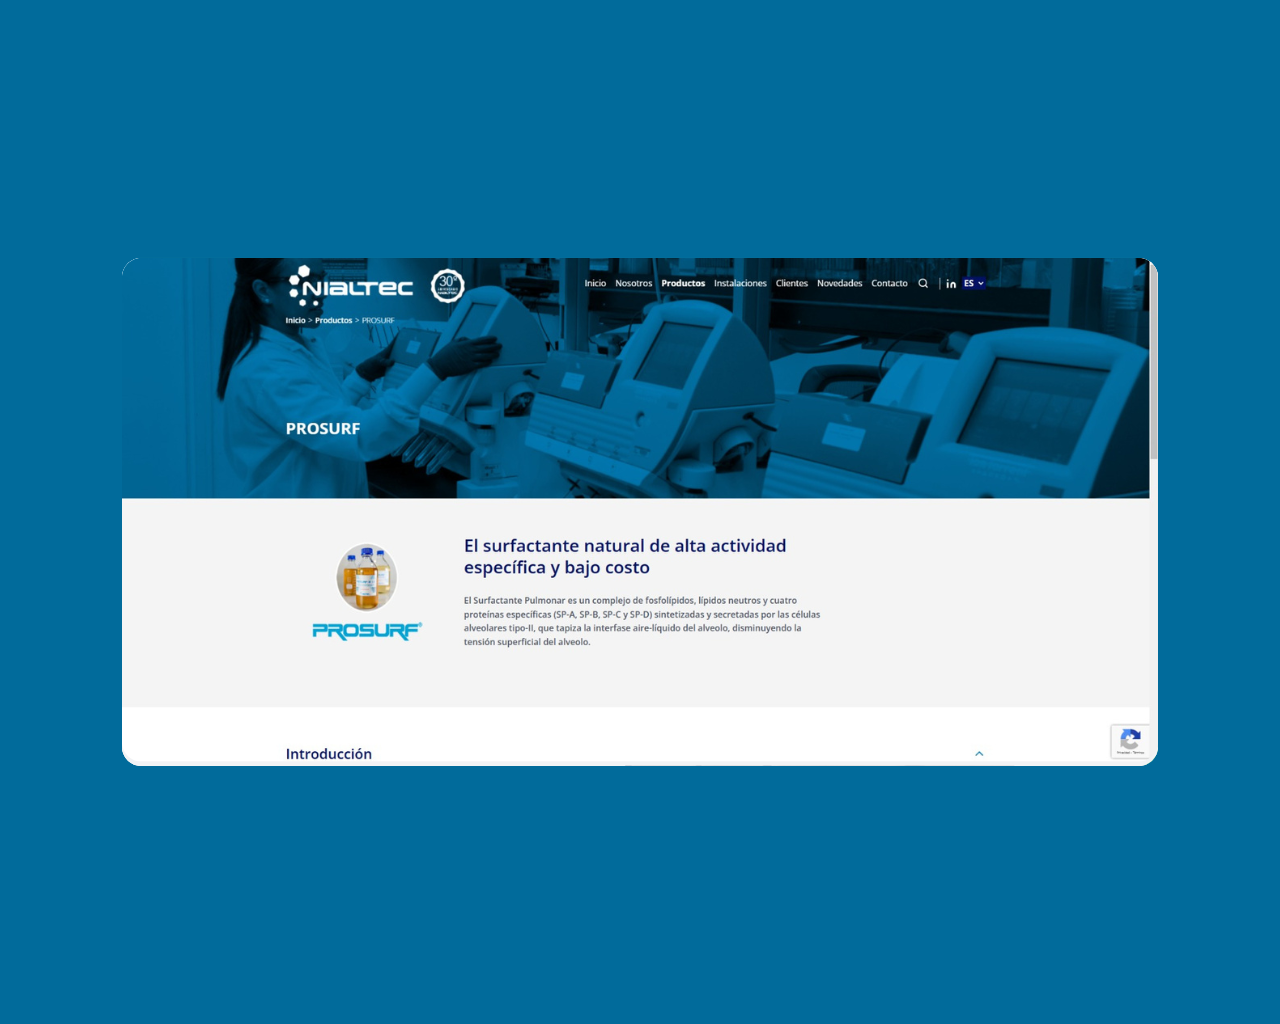 NIALTEC
30°
Inicio Nosotros Productos Instalaciones Clientes Novedades Contacto in ES
Inicio > Productos > PROSURF
PROSURF
El surfactante natural de alta actividad
específica y bajo costo
El Surfactante Pulmonar es un complejo de fosfolípidos, lípidos neutros y cuatro
proteínas específicas (SP-A, SP-B, SP-C y SP-D) sintetizadas y secretadas por las células
alveolares tipo-II, que tapiza la interfase aire-líquido del alveolo, disminuyendo la
tensión superficial del alveolo.
PROSURF®
Introducción